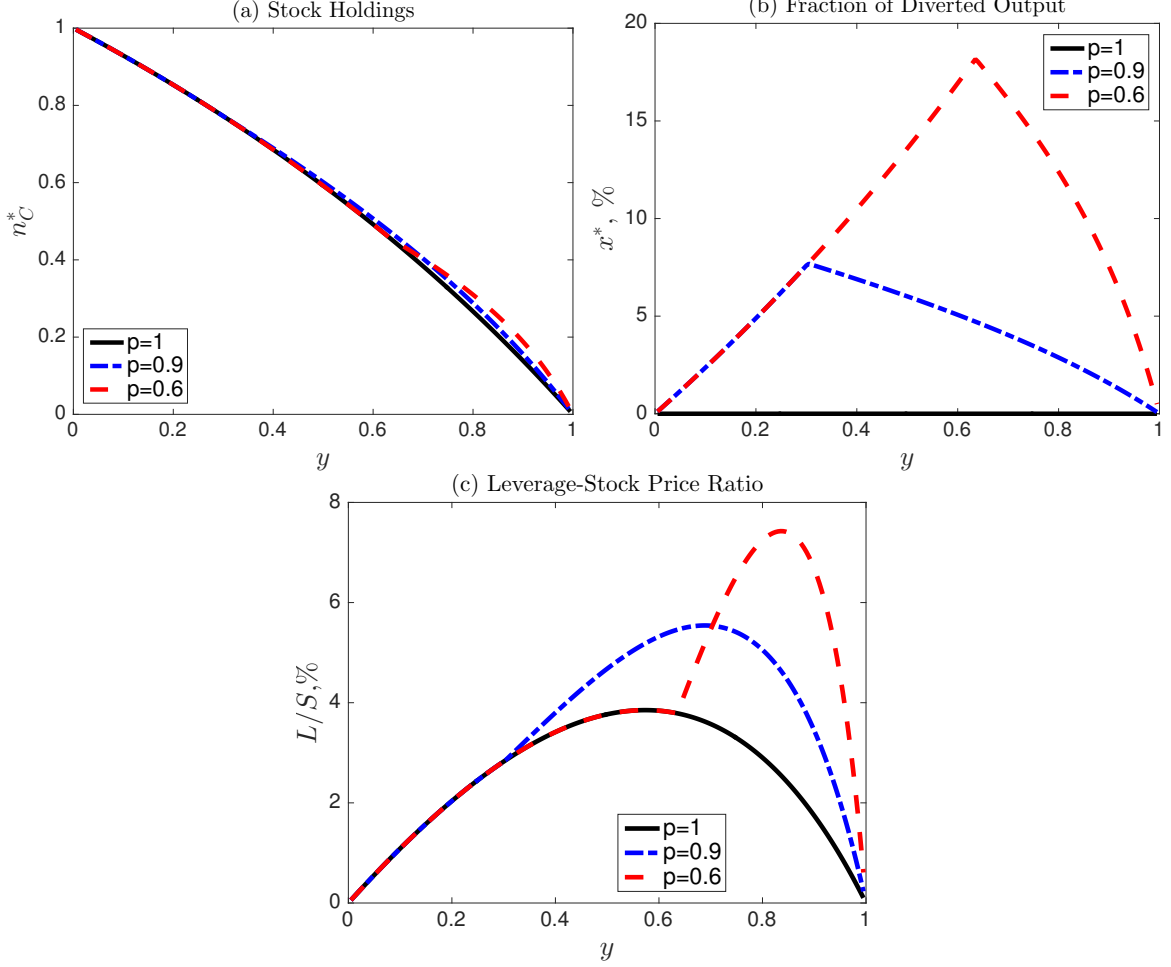 (a) Stock Holdings
1
0.8
0.6
0.4
0.2
0
n*C
p=1
p=0.9
p=0.6
0 0.2 0.4 0.6 0.8 1
y
(b) Fraction of Diverted Output
20
15
10
5
0
x*, %
p=1
p=0.9
p=0.6
0 0.2 0.4 0.6 0.8 1
y
(c) Leverage-Stock Price Ratio
8
6
4
2
0
L/S,%
p=1
p=0.9
p=0.6
0 0.2 0.4 0.6 0.8 1
y